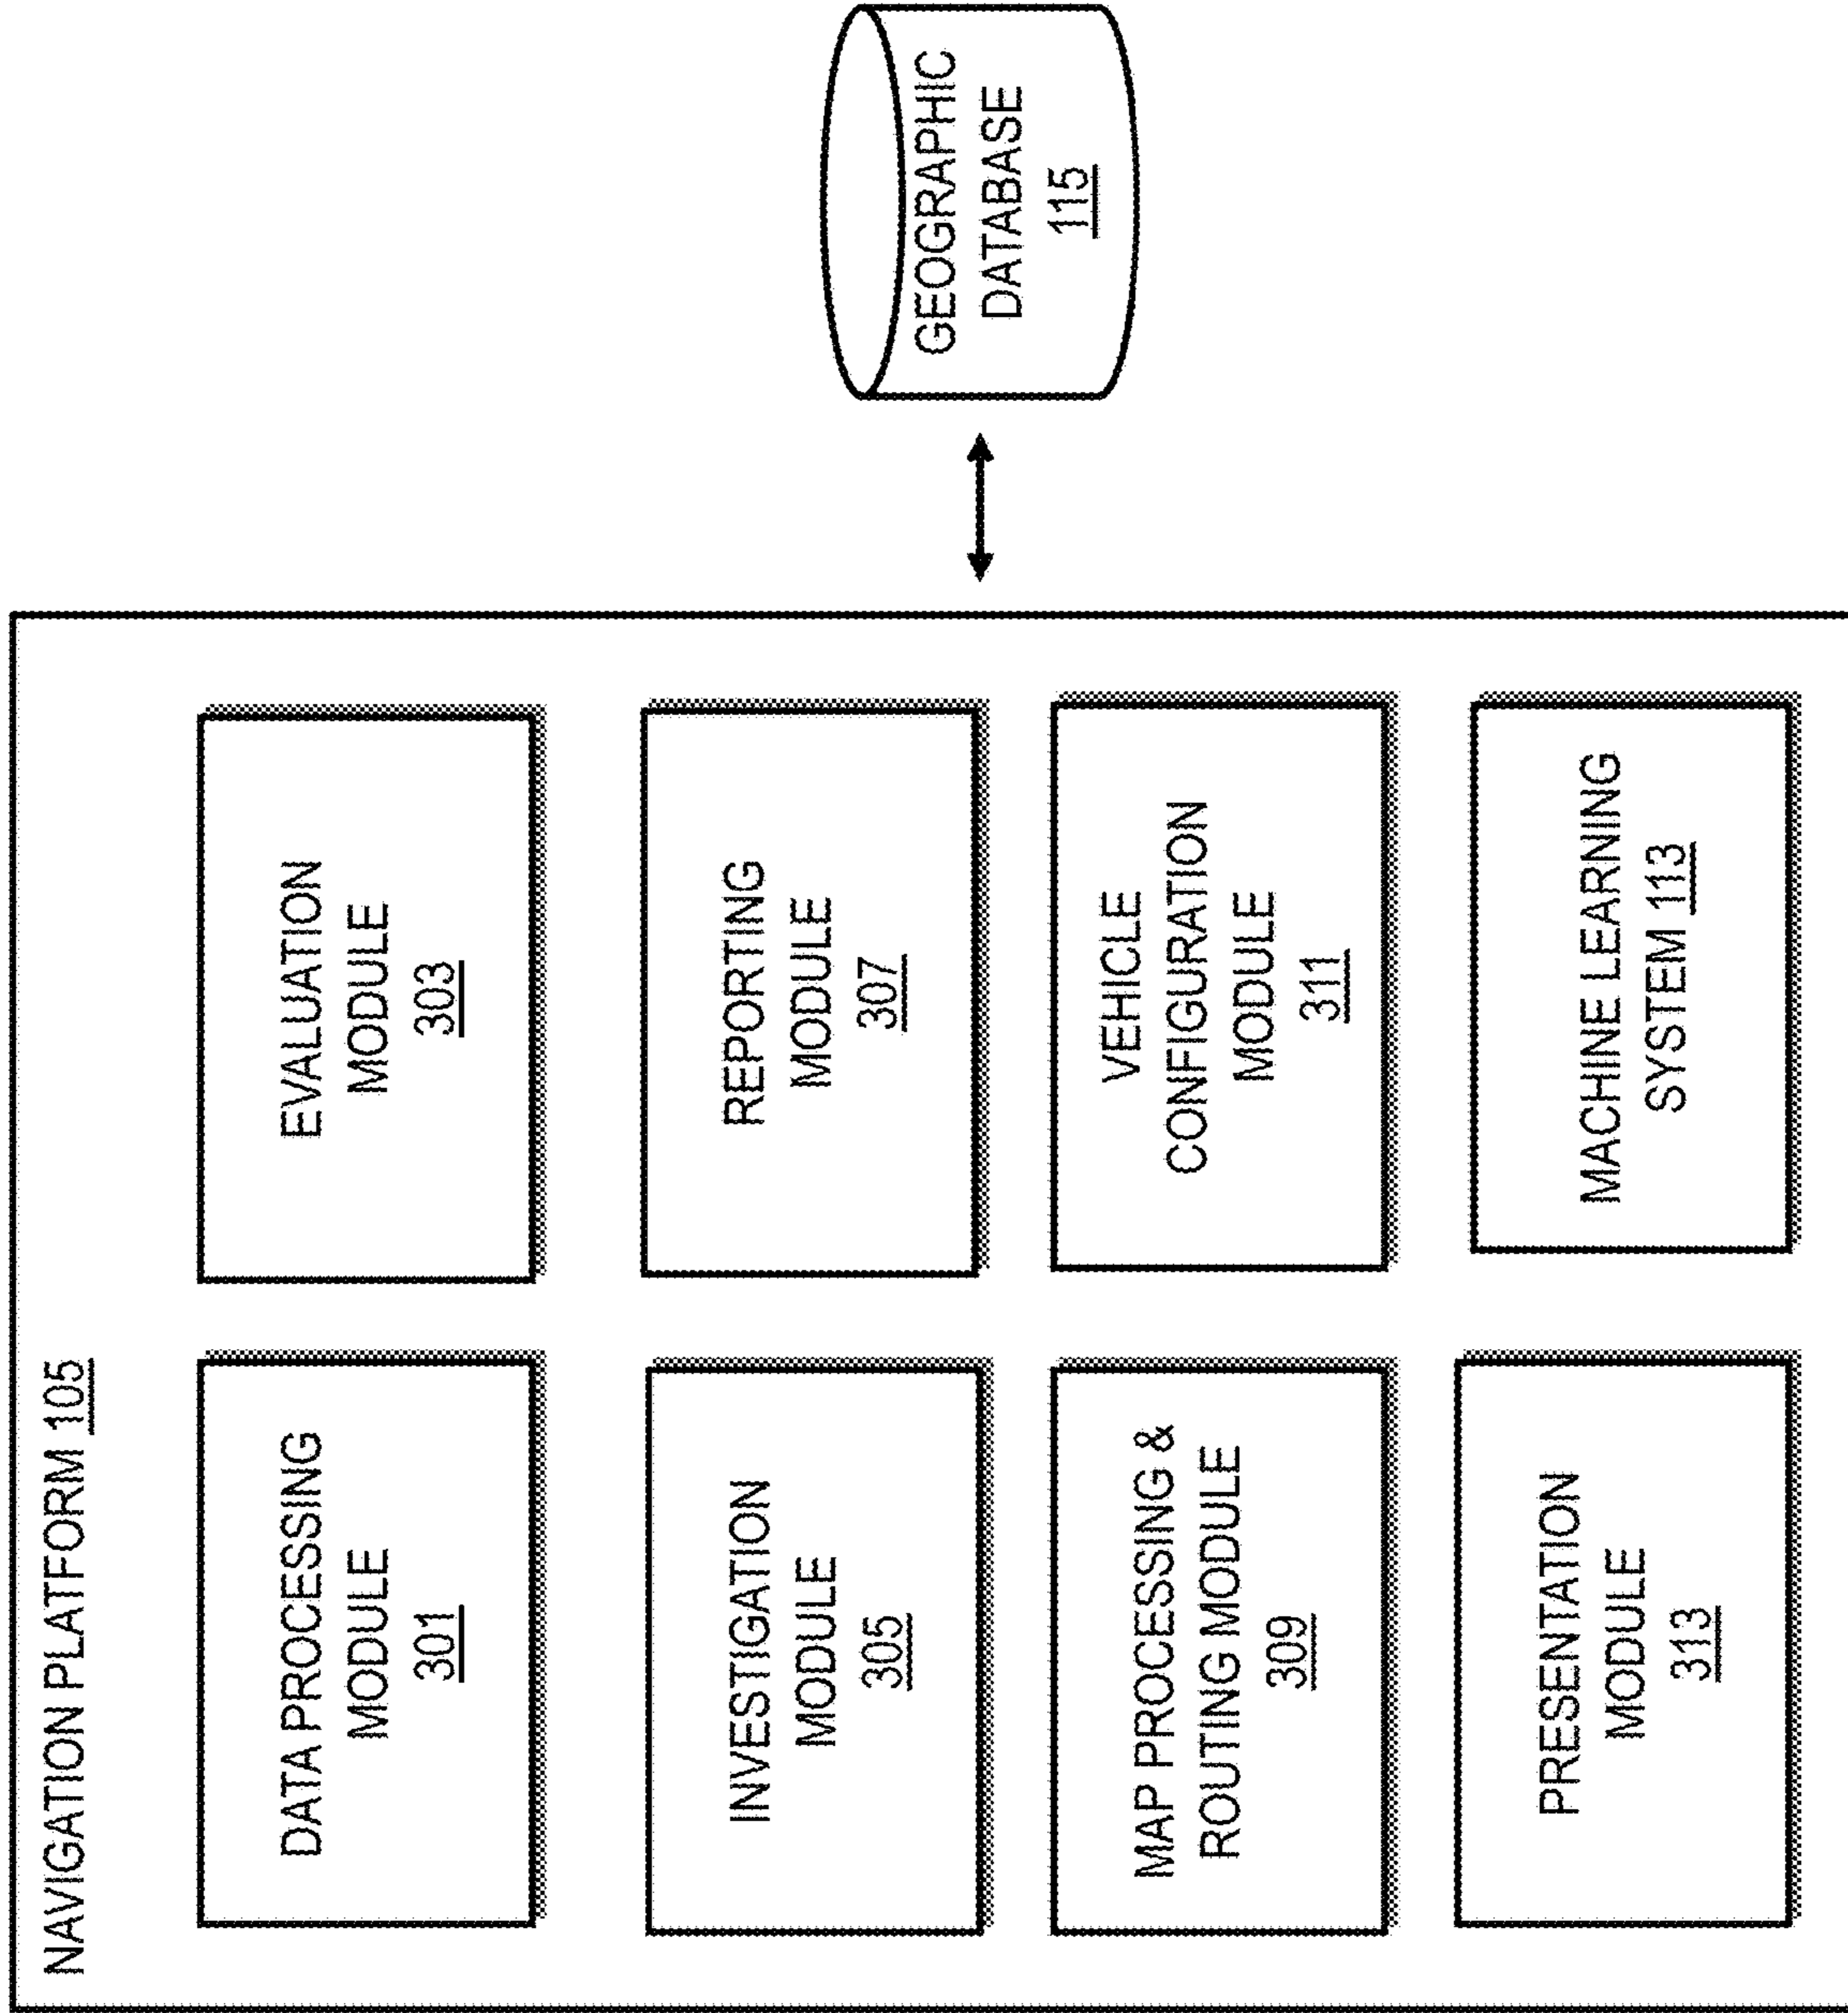 NAVIGATION PLATFORM 105
DATA PROCESSING
MODULE
301
EVALUATION
MODULE
303
INVESTIGATION
MODULE
305
REPORTING
MODULE
307
MAP PROCESSING &
ROUTING MODULE
309
VEHICLE
CONFIGURATION
MODULE
311
PRESENTATION
MODULE
313
MACHINE LEARNING
SYSTEM 113
GEOGRAPHIC
DATABASE
115